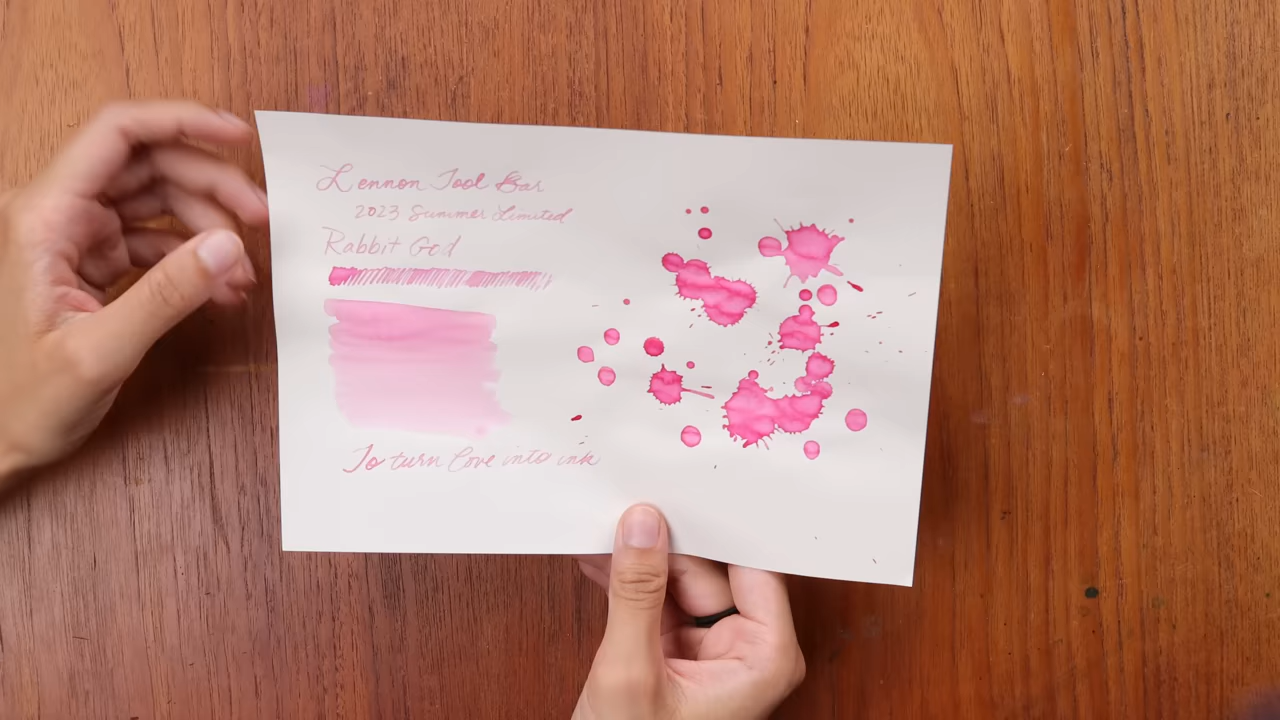 Lennon Tool Bar
2023 Summer Limited
Rabbit God
To turn love into ink